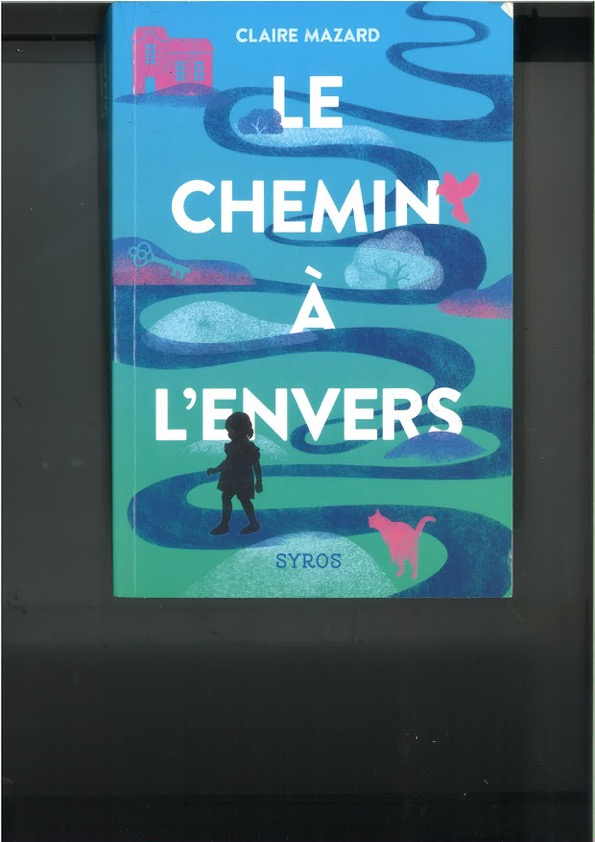 CLAIRE MAZARD
LE
CHEMIN
À
L'ENVERS
SYROS